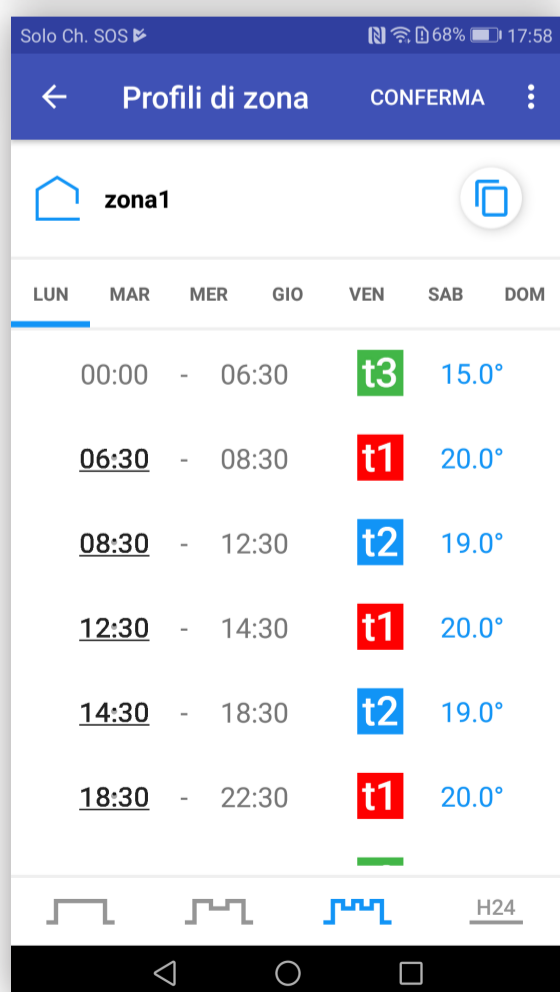 Solo Ch. SOS 68% 17:58
Profili di zona CONFERMA
zona1
LUN MAR MER GIO VEN SAB DOM
00:00 - 06:30 t3 15.0°
06:30 - 08:30 t1 20.0°
08:30 - 12:30 t2 19.0°
12:30 - 14:30 t1 20.0°
14:30 - 18:30 t2 19.0°
18:30 - 22:30 t1 20.0°
H24